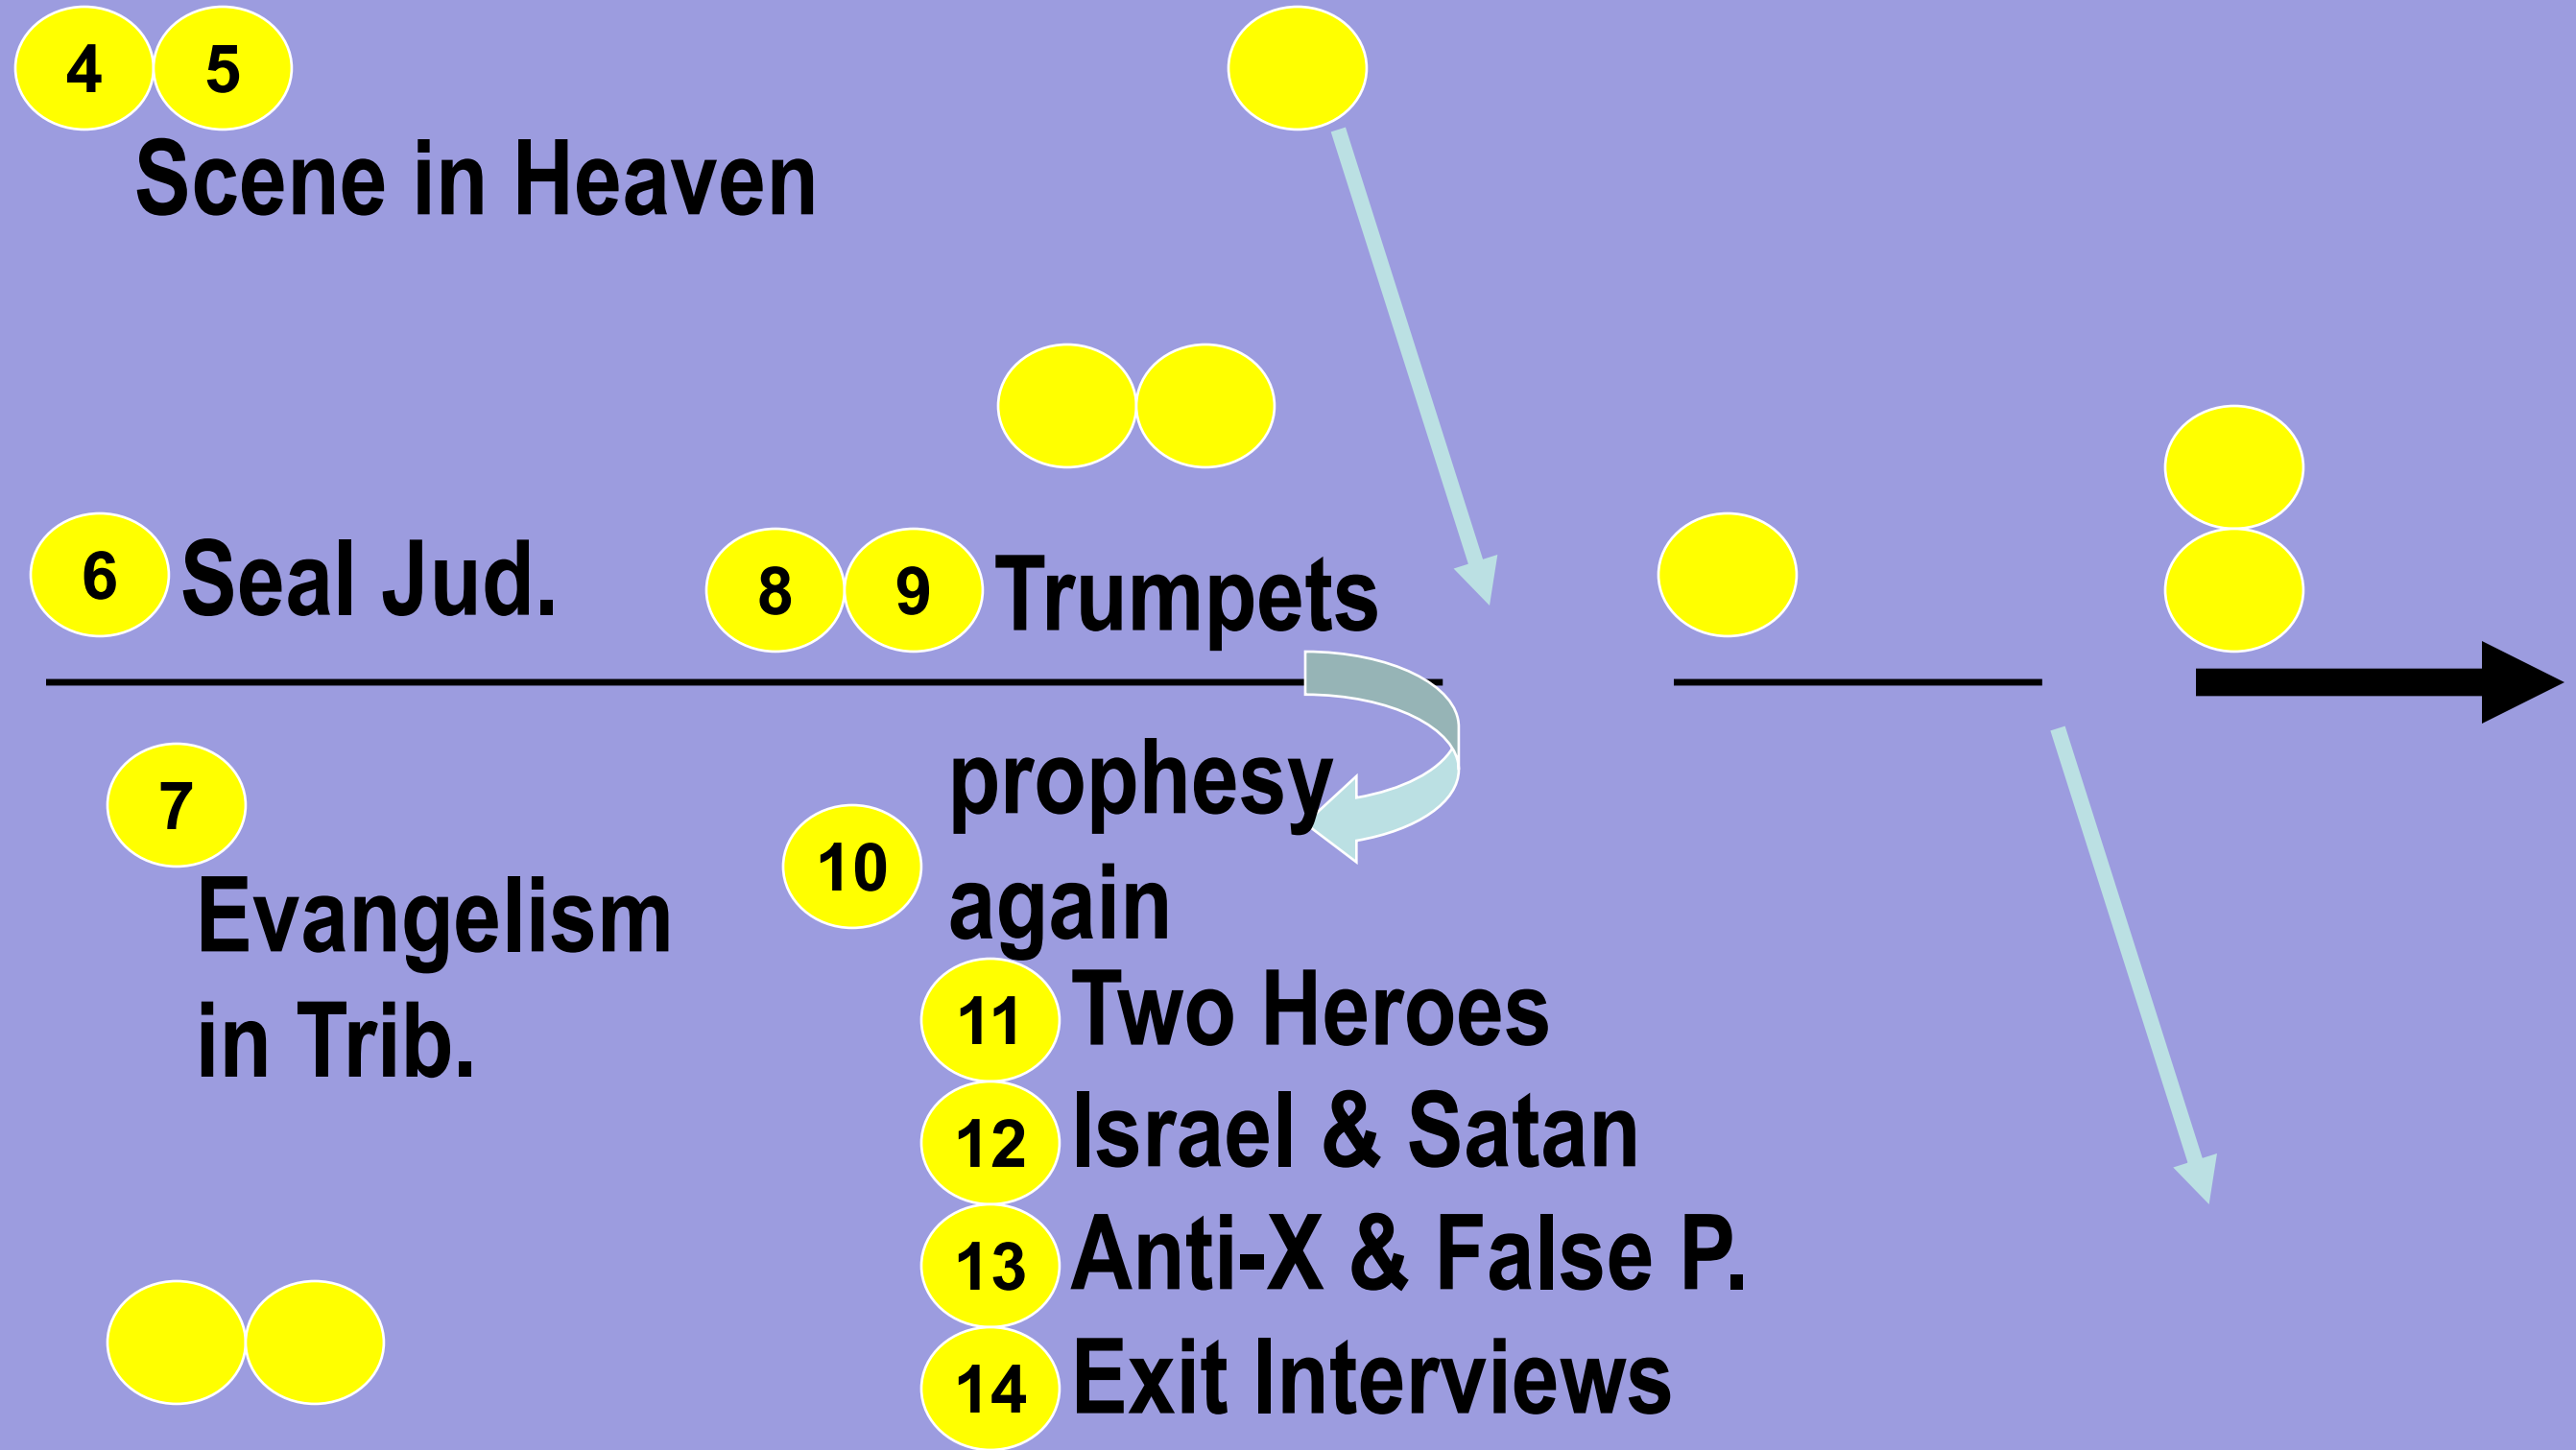 4 5
Scene in Heaven
6 Seal Jud.
8 9 Trumpets
7
Evangelism
in Trib.
10
prophesy
again
11 Two Heroes
12 Israel & Satan
13 Anti-X & False P.
14 Exit Interviews